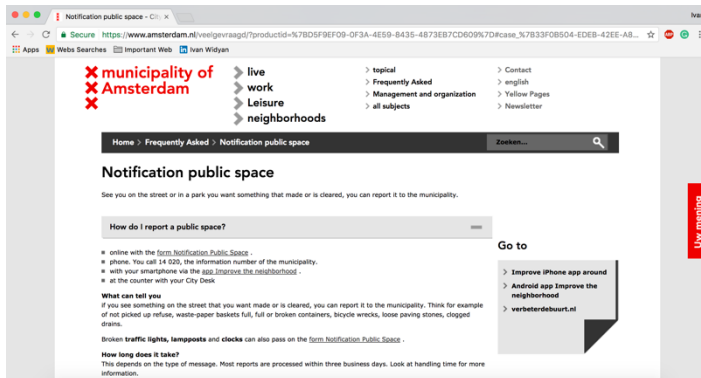 Notification public space - Cit
Ivan
Secure https://www.amsterdam.nl/veelgevraagd/?productid=%7BD5F9EF09-0F3A-4E59-8435-4873EB7CD609%7D#case_%7B33F0B504-EDEB-42EE-A8...
Apps Webs Searches Important Web Ivan Widyan
municipality of
Amsterdam
live
work
Leisure
neighborhoods
topical
Frequently Asked
Management and organization
all subjects
Contact
english
Yellow Pages
Newsletter
Home > Frequently Asked > Notification public space
Zoeken...
Notification public space
See you on the street or in a park you want something that made or is cleared, you can report it to the municipality.
How do I report a public space?
online with the form Notification Public Space .
phone. You call 14 020, the information number of the municipality.
with your smartphone via the app Improve the neighborhood .
at the counter with your City Desk
What can tell you
if you see something on the street that you want made or is cleared, you can report it to the municipality. Think for example
of not picked up refuse, waste-paper baskets full, full or broken containers, bicycle wrecks, loose paving stones, clogged
drains.
Broken traffic lights, lampposts and clocks can also pass on the form Notification Public Space .
How long does it take?
This depends on the type of message. Most reports are processed within three business days. Look at handling time for more
information.
Go to
Improve iPhone app around
Android app Improve the
neighborhood
verbeterdebuurt.nl
Uw mening